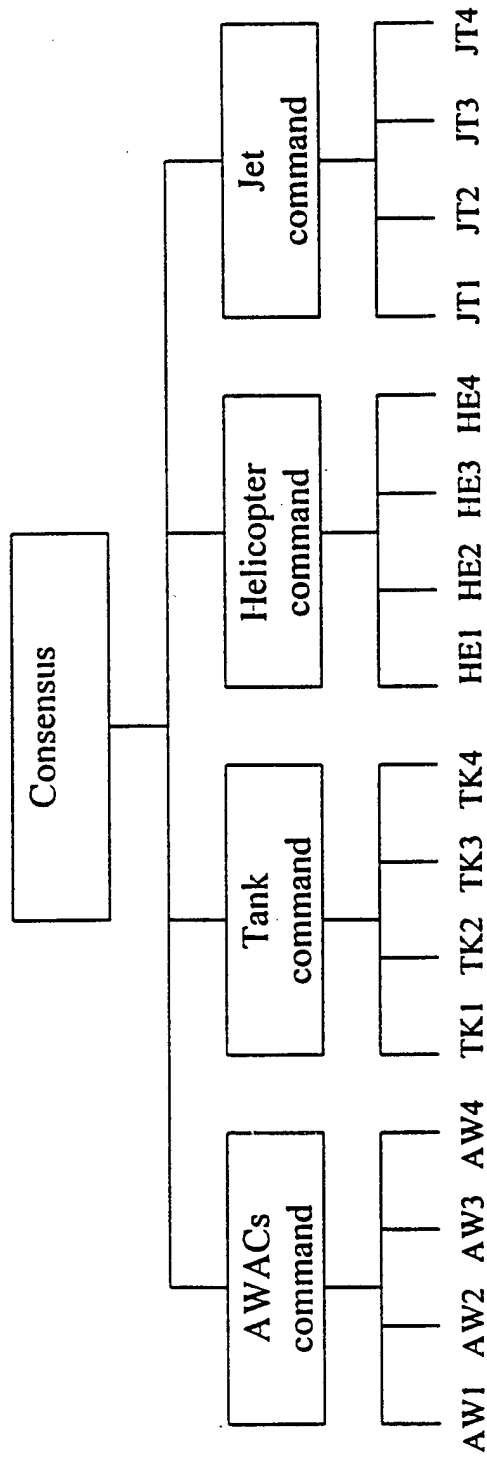 Consensus
AWACs
command
Tank
command
Helicopter
command
Jet
command
AW1 AW2 AW3 AW4 TK1 TK2 TK3 TK4 HE1 HE2 HE3 HE4 JT1 JT2 JT3 JT4